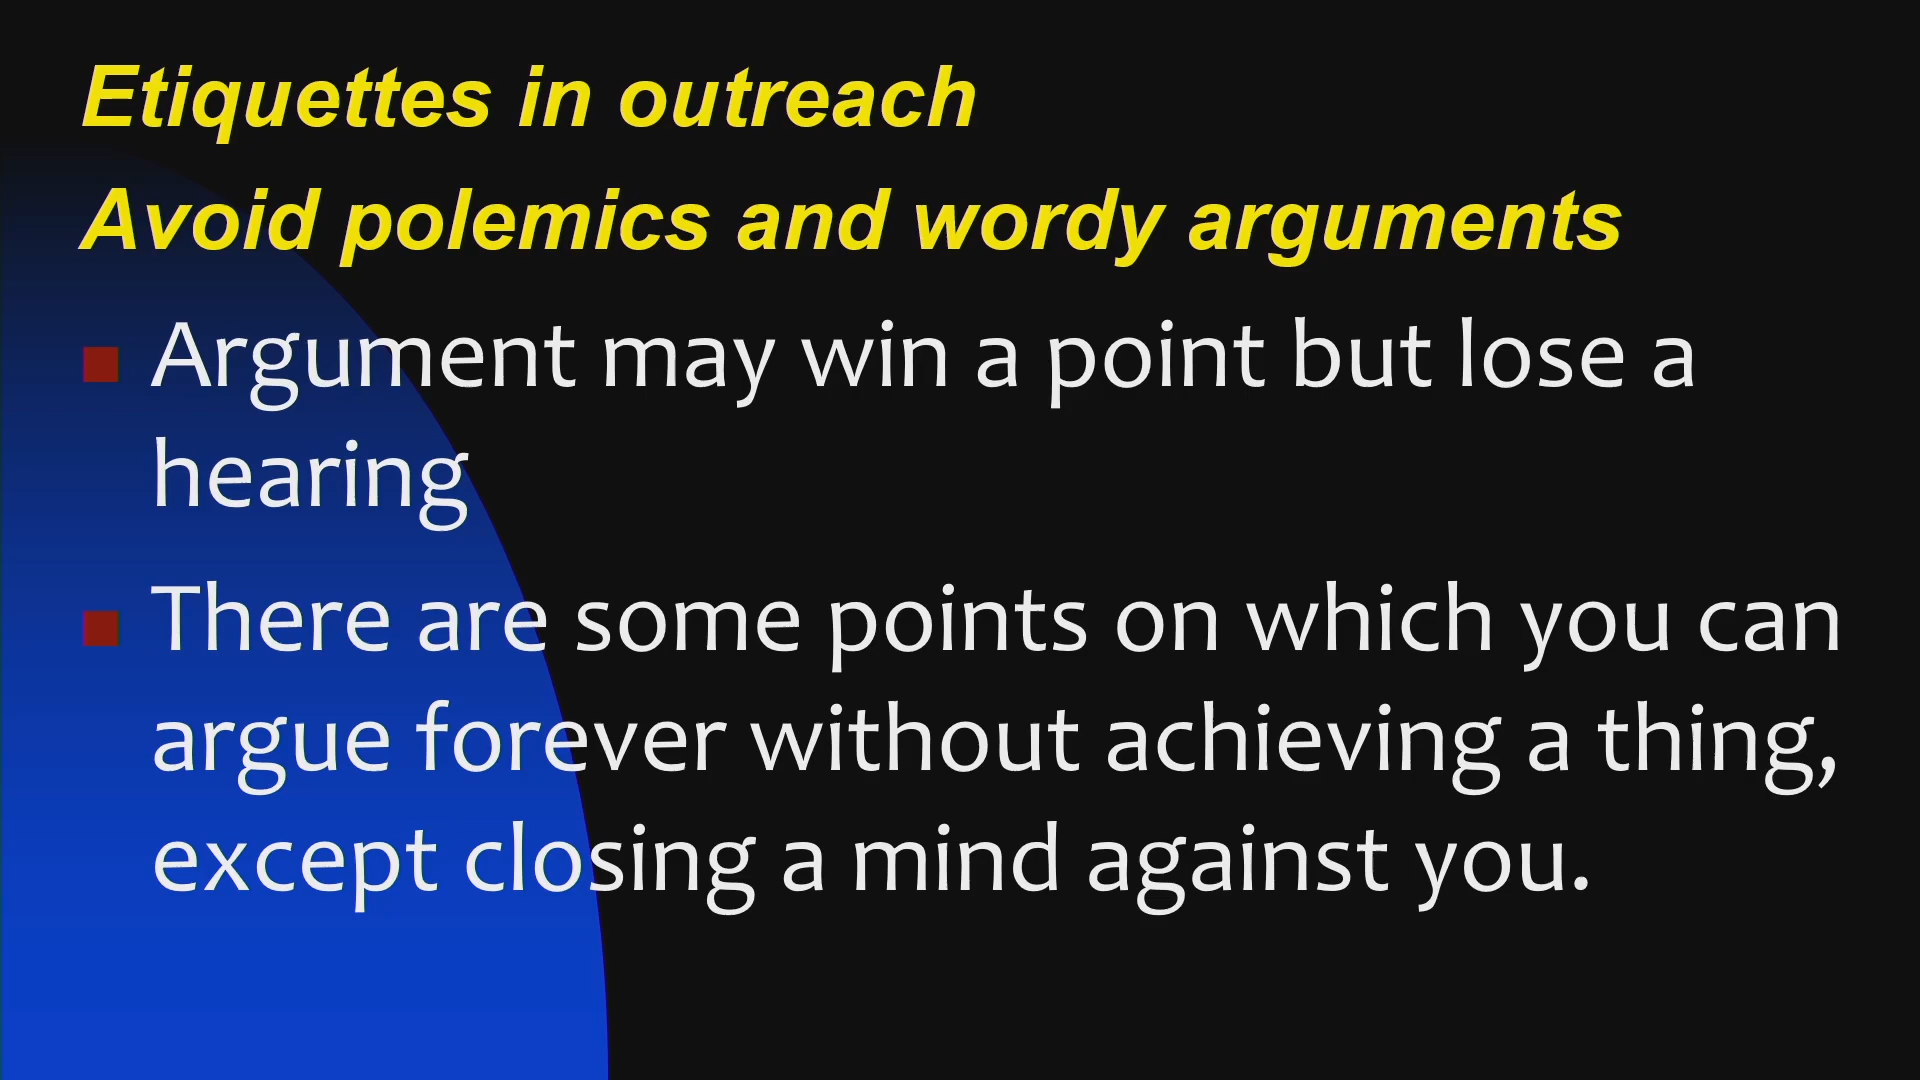 Etiquettes in outreach
Avoid polemics and wordy arguments
Argument may win a point but lose a
hearing
There are some points on which you can
argue forever without achieving a thing,
except closing a mind against you.